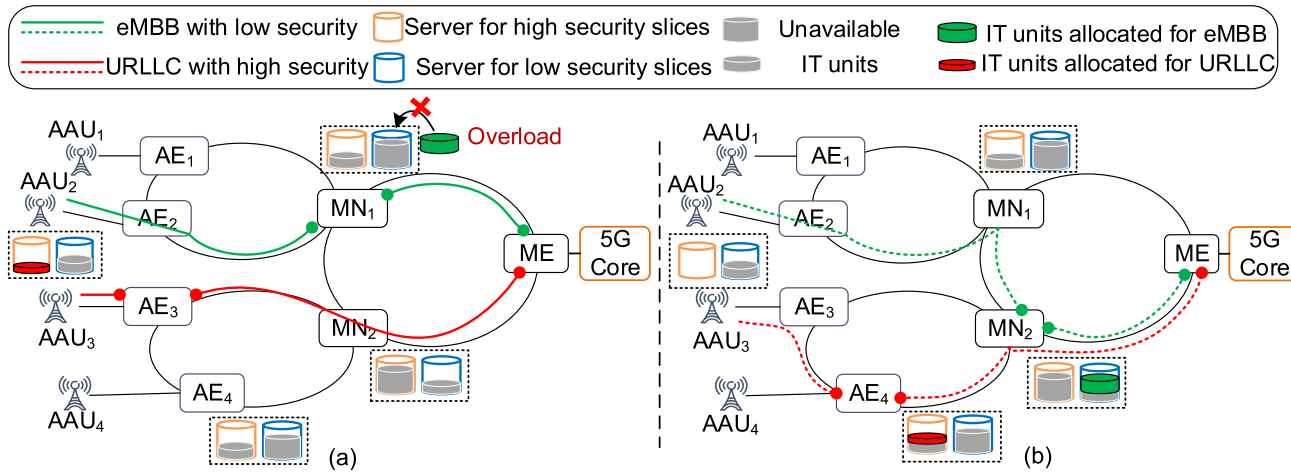 eMBB with low security
Server for high security slices
Unavailable
IT units allocated for eMBB
URLLC with high security
Server for low security slices
IT units
IT units allocated for URLLC
AAU1
AE1
Overload
AAU2
AE2
MN1
ME
5G
Core
AE3
AAU3
MN2
AE4
AAU4
(a)
AAU1
AE1
AAU2
AE2
MN1
ME
5G
Core
AE3
AAU3
MN2
AE4
AAU4
(b)